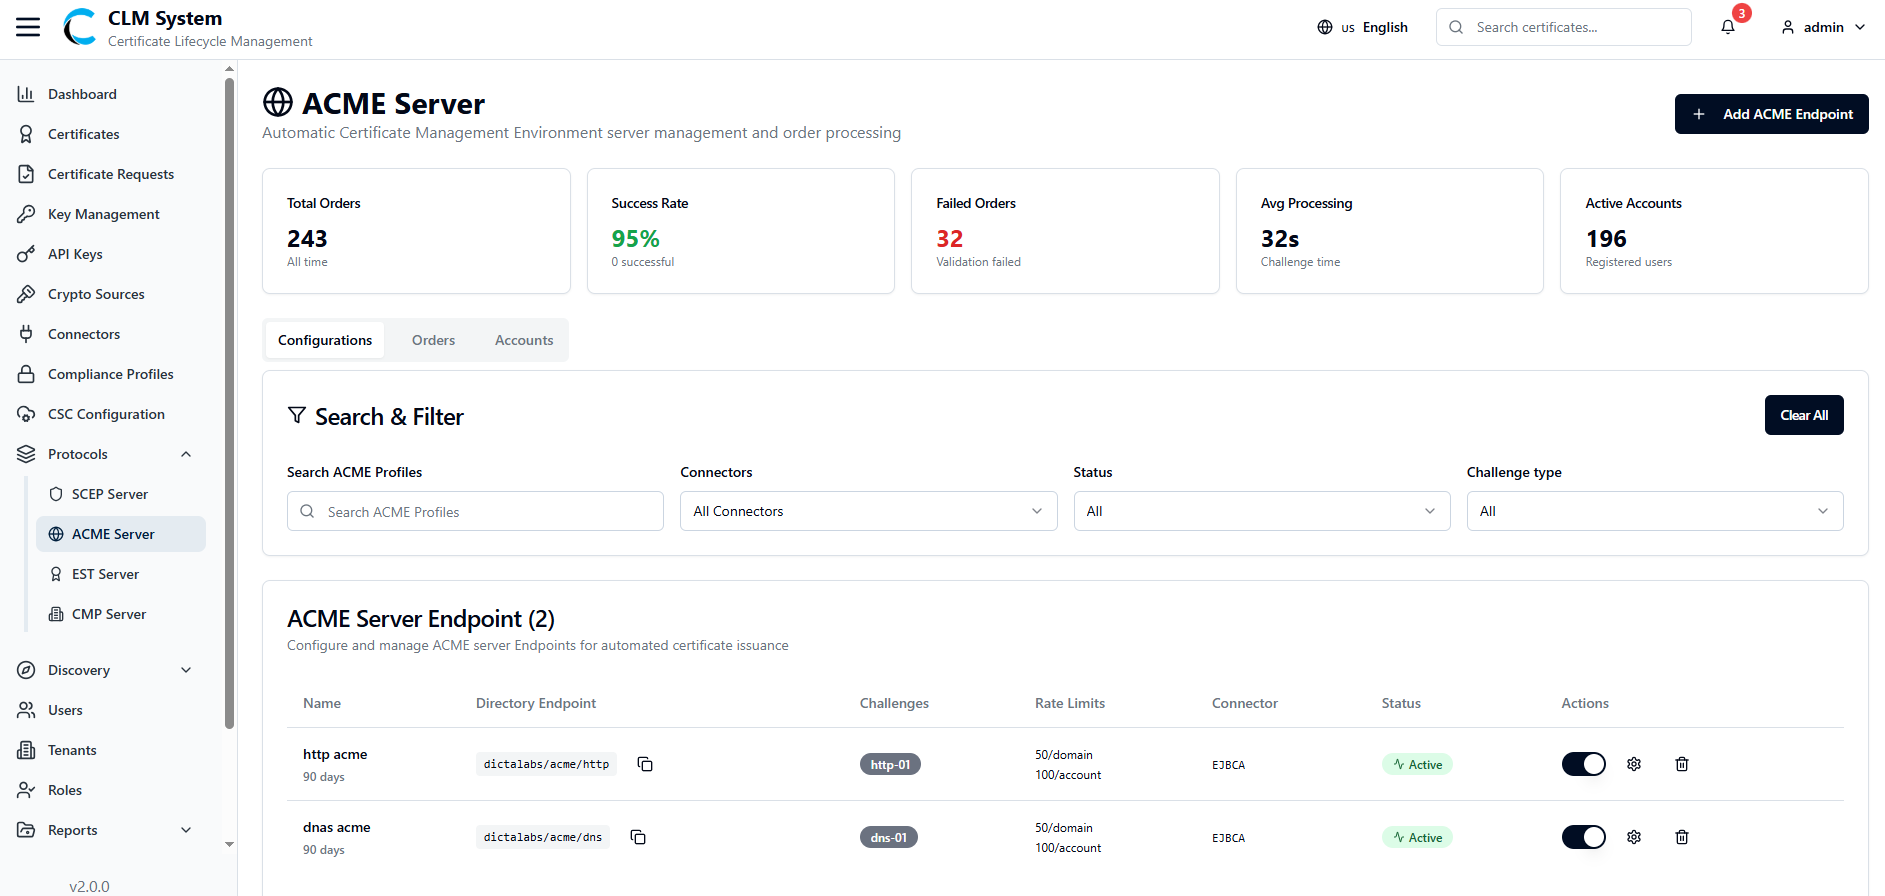 CLM System
Certificate Lifecycle Management
us English
Search certificates...
3
admin
Dashboard
Certificates
Certificate Requests
Key Management
API Keys
Crypto Sources
Connectors
Compliance Profiles
CSC Configuration
Protocols
SCEP Server
ACME Server
EST Server
CMP Server
Discovery
Users
Tenants
Roles
Reports
v2.0.0
ACME Server
Automatic Certificate Management Environment server management and order processing
Add ACME Endpoint
Total Orders
243
All time
Success Rate
95%
0 successful
Failed Orders
32
Validation failed
Avg Processing
32s
Challenge time
Active Accounts
196
Registered users
Configurations Orders Accounts
Search & Filter
Clear All
Search ACME Profiles
Search ACME Profiles
Connectors
All Connectors
Status
All
Challenge type
All
ACME Server Endpoint (2)
Configure and manage ACME server Endpoints for automated certificate issuance
Name Directory Endpoint Challenges Rate Limits Connector Status Actions
http acme
90 days
dictalabs/acme/http
http-01
50/domain
100/account
EJBCA
Active
dnas acme
90 days
dictalabs/acme/dns
dns-01
50/domain
100/account
EJBCA
Active